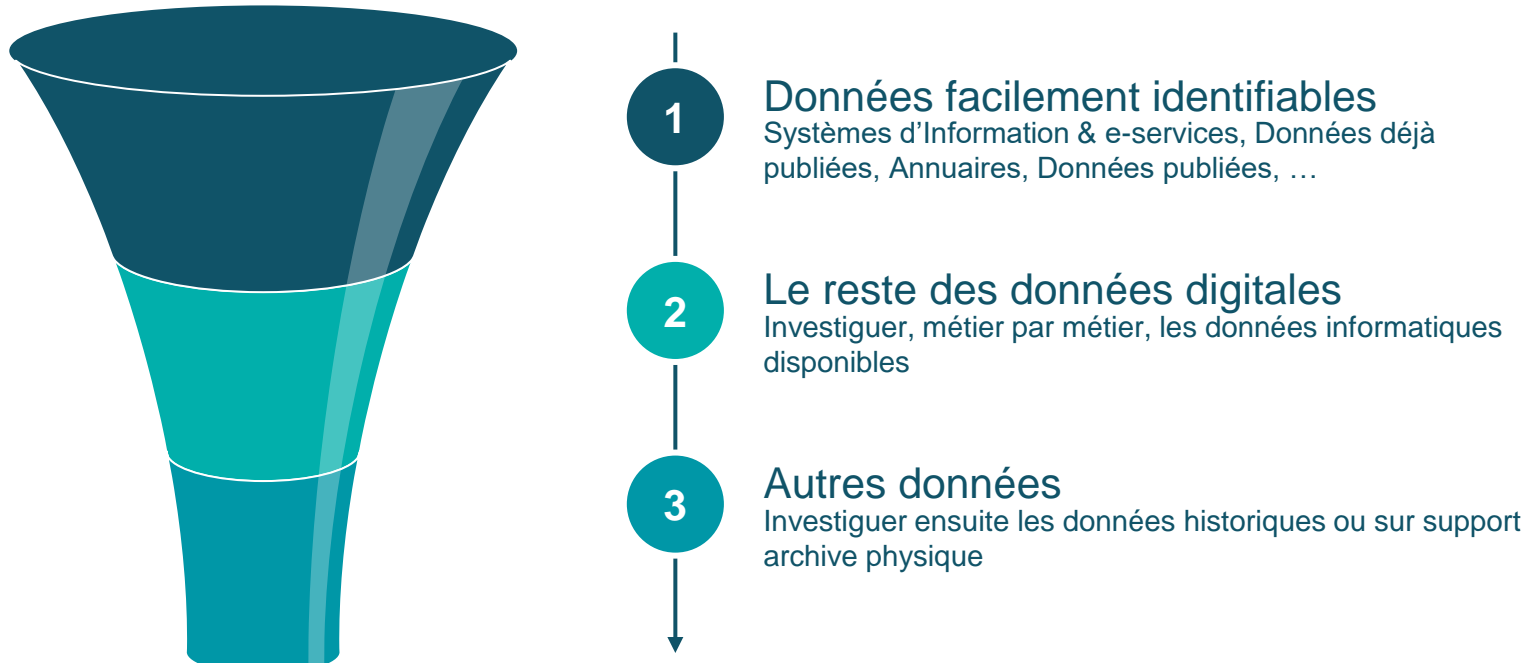 1
Données facilement identifiables
Systèmes d’Information & e-services, Données déjà
publiées, Annuaires, Données publiées, …
2
Le reste des données digitales
Investiguer, métier par métier, les données informatiques
disponibles
3
Autres données
Investiguer ensuite les données historiques ou sur support
archive physique